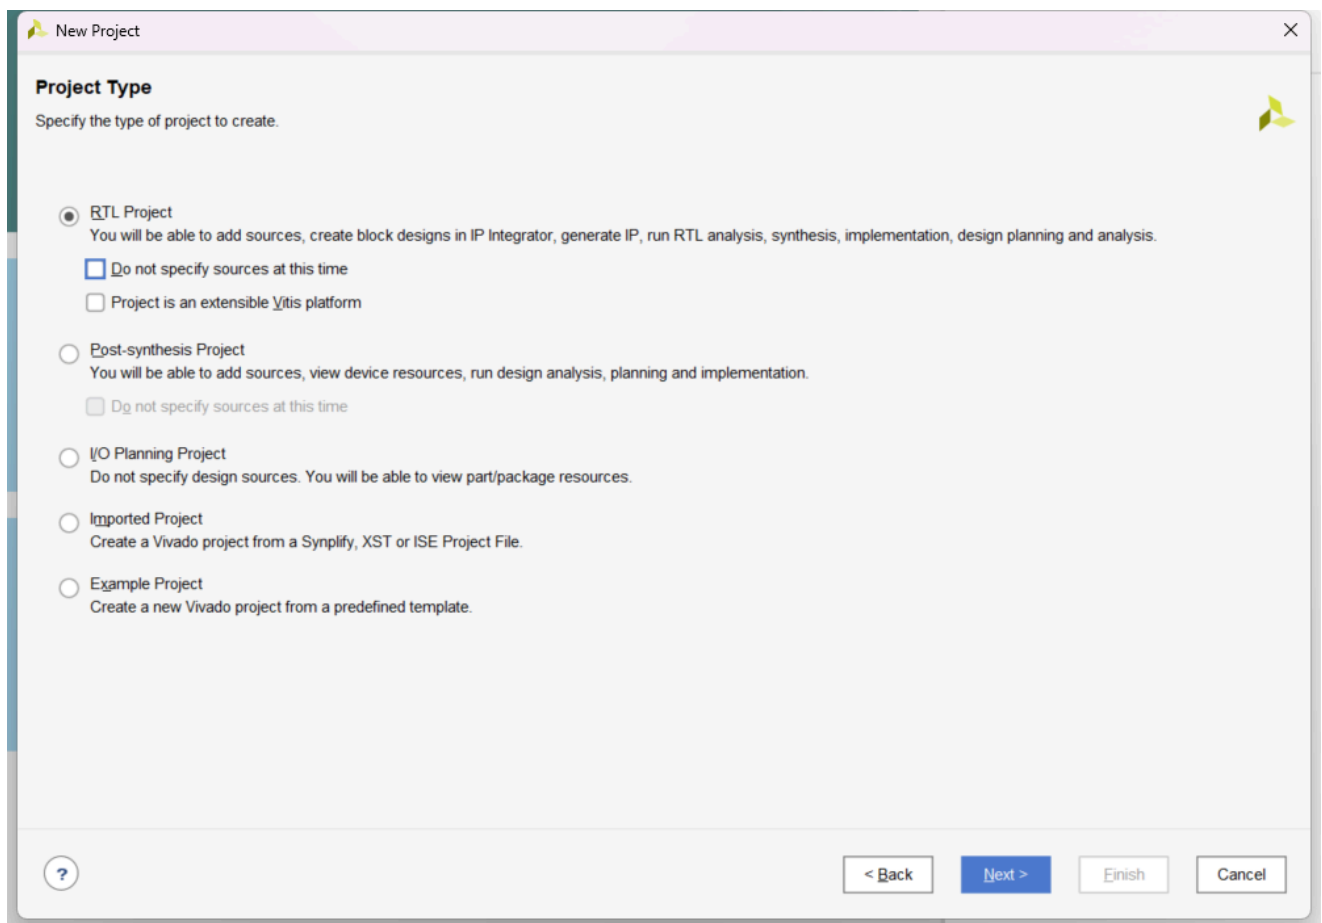 New Project
Project Type
Specify the type of project to create.
RTL Project
You will be able to add sources, create block designs in IP Integrator, generate IP, run RTL analysis, synthesis, implementation, design planning and analysis.
Do not specify sources at this time
Project is an extensible Vitis platform
Post-synthesis Project
You will be able to add sources, view device resources, run design analysis, planning and implementation.
Do not specify sources at this time
I/O Planning Project
Do not specify design sources. You will be able to view part/package resources.
Imported Project
Create a Vivado project from a Synplify, XST or ISE Project File.
Example Project
Create a new Vivado project from a predefined template.
? < Back Next > Finish Cancel